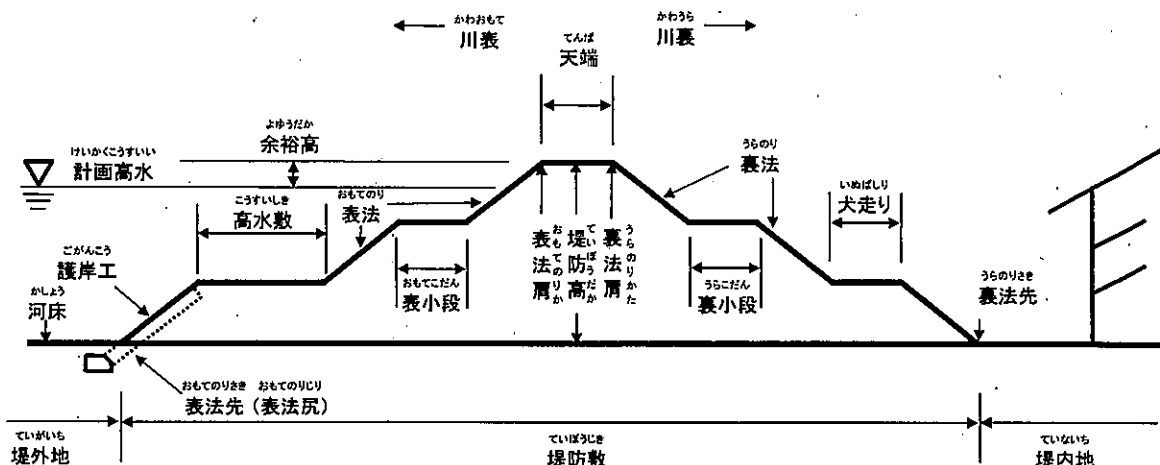 かわおもて
川表
かわうら
川裏
てんば
天端
よゆうだか
余裕高
けいかくこうすいい
計画高水
うらのり
裏法
いぬばしり
犬走り
こうすいしき
高水敷
おもてのり
表法
おもてのりか
表法肩
ていぼうだか
堤防高
うらのりかた
裏法肩
ごがんこう
護岸工
おもてこだん
表小段
うらこだん
裏小段
うらのりさき
裏法先
かしょう
河床
おもてのりさき おもてのりじり
表法先(表法尻)
ていがいち
堤外地
ていぼうじき
堤防敷
ていないち
堤内地